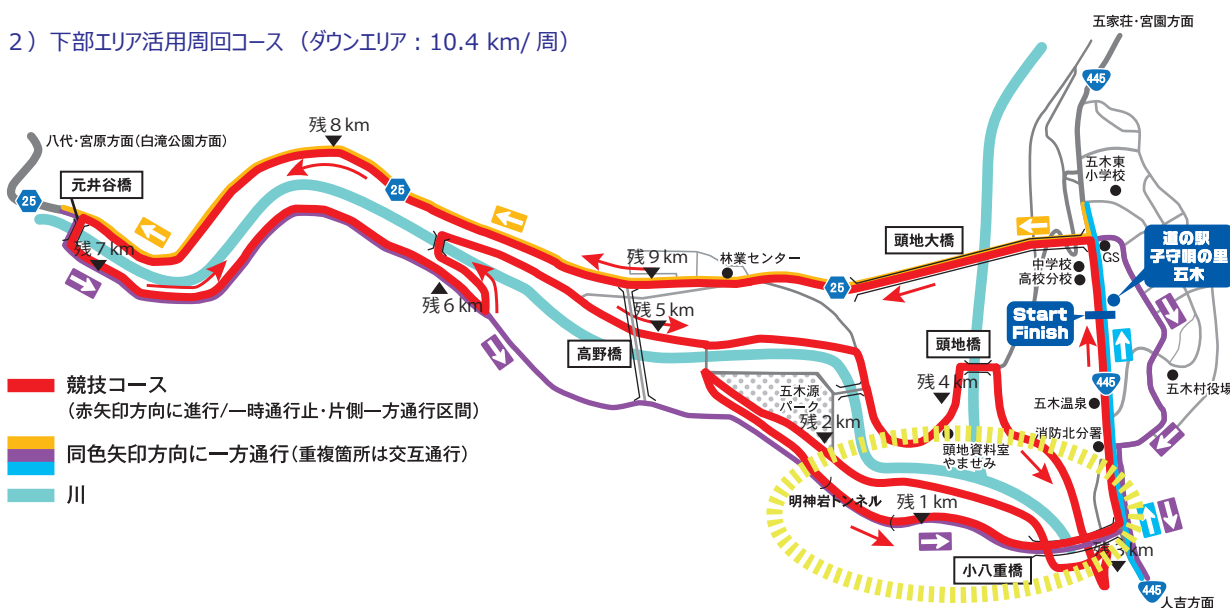 2）下部エリア活用周回コース （ダウンエリア：10.4 km/ 周）
五家荘・宮園方面
445
八代・宮原方面(白滝公園方面)
残８km
25
元井谷橋
25
五木東
小学校
残７km
頭地大橋
道の駅
子守唄の里
五木
GS
残９km
林業センター
中学校
高校分校
25
残６km
残５km
Start
Finish
高野橋
頭地橋
445
残４km
五木村役場
競技コース
(赤矢印方向に進行/一時通行止・片側一方通行区間)
五木源
パーク
五木温泉
残２km
消防北分署
同色矢印方向に一方通行(重複箇所は交互通行)
頭地資料室
やませみ
川
明神岩トンネル
残１km
残３km
小八重橋
445
人吉方面